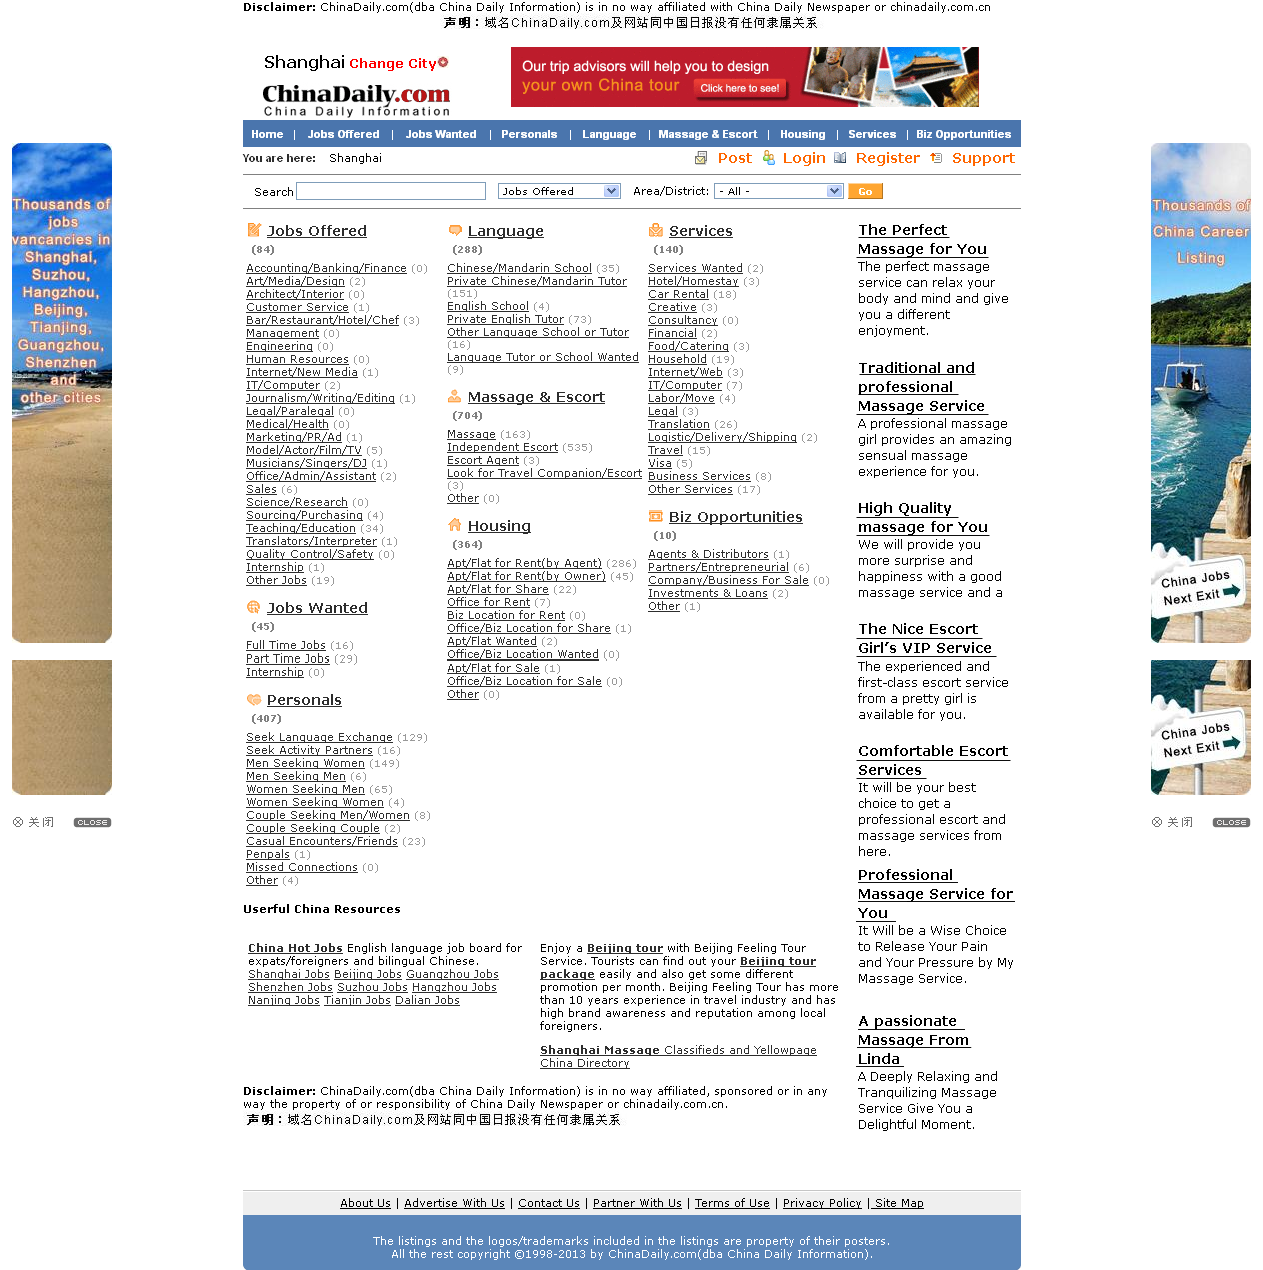 Disclaimer: ChinaDaily.com(dba China Daily Information) is in no way affiliated with China Daily Newspaper or chinadaily.com.cn
声明：域名ChinaDaily.com及网站同中国日报没有任何隶属关系
Shanghai Change City
ChinaDaily.com
China Daily Information
Our trip advisors will help you to design
your own China tour
Click here to see!
Home | Jobs Offered | Jobs Wanted | Personals | Language | Massage & Escort | Housing | Services | Biz Opportunities
You are here: Shanghai
Post Login Register Support
Search Jobs Offered Area/District: - All - Go
Thousands of
jobs
vancancies in
Shanghai,
Suzhou,
Hangzhou,
Beijing,
Tianjing,
Guangzhou,
Shenzhen
and
other cities
关闭 CLOSE
Jobs Offered
(84)
Accounting/Banking/Finance (0)
Art/Media/Design (2)
Architect/Interior (0)
Customer Service (1)
Bar/Restaurant/Hotel/Chef (3)
Management (0)
Engineering (0)
Human Resources (0)
Internet/New Media (1)
IT/Computer (2)
Journalism/Writing/Editing (1)
Legal/Paralegal (0)
Medical/Health (0)
Marketing/PR/Ad (1)
Model/Actor/Film/TV (5)
Musicians/Singers/DJ (1)
Office/Admin/Assistant (2)
Sales (6)
Science/Research (0)
Sourcing/Purchasing (4)
Teaching/Education (34)
Translators/Interpreter (1)
Quality Control/Safety (0)
Internship (1)
Other Jobs (19)
Jobs Wanted
(45)
Full Time Jobs (16)
Part Time Jobs (29)
Internship (0)
Personals
(407)
Seek Language Exchange (129)
Seek Activity Partners (16)
Men Seeking Women (149)
Men Seeking Men (6)
Women Seeking Men (65)
Women Seeking Women (4)
Couple Seeking Men/Women (8)
Couple Seeking Couple (2)
Casual Encounters/Friends (23)
Penpals (1)
Missed Connections (0)
Other (4)
Language
(288)
Chinese/Mandarin School (35)
Private Chinese/Mandarin Tutor
(151)
English School (4)
Private English Tutor (73)
Other Language School or Tutor
(16)
Language Tutor or School Wanted
(9)
Massage & Escort
(704)
Massage (163)
Independent Escort (535)
Escort Agent (3)
Look for Travel Companion/Escort
(3)
Other (0)
Housing
(364)
Apt/Flat for Rent(by Agent) (286)
Apt/Flat for Rent(by Owner) (45)
Apt/Flat for Share (22)
Office for Rent (7)
Biz Location for Rent (0)
Office/Biz Location for Share (1)
Apt/Flat Wanted (2)
Office/Biz Location Wanted (0)
Apt/Flat for Sale (1)
Office/Biz Location for Sale (0)
Other (0)
Services
(140)
Services Wanted (2)
Hotel/Homestay (3)
Car Rental (18)
Creative (3)
Consultancy (0)
Financial (2)
Food/Catering (3)
Household (19)
Internet/Web (3)
IT/Computer (7)
Labor/Move (4)
Legal (3)
Translation (26)
Logistic/Delivery/Shipping (2)
Travel (15)
Visa (5)
Business Services (8)
Other Services (17)
Biz Opportunities
(10)
Agents & Distributors (1)
Partners/Entrepreneurial (6)
Company/Business For Sale (0)
Investments & Loans (2)
Other (1)
The Perfect
Massage for You
The perfect massage
service can relax your
body and mind and give
you a different
enjoyment.
Traditional and
professional
Massage Service
A professional massage
girl provides an amazing
sensual massage
experience for you.
High Quality
massage for You
We will provide you
more surprise and
happiness with a good
massage service and a
The Nice Escort
Girl's VIP Service
The experienced and
first-class escort service
from a pretty girl is
available for you.
Comfortable Escort
Services
It will be your best
choice to get a
professional escort and
massage services from
here.
Professional
Massage Service for
You
It Will be a Wise Choice
to Release Your Pain
and Your Pressure by My
Massage Service.
A passionate
Massage From
Linda
A Deeply Relaxing and
Tranquilizing Massage
Service Give You a
Delightful Moment.
Thousands of
China Career
Listing
China Jobs
Next Exit
China Jobs
Next Exit
关闭 CLOSE
Userful China Resources
China Hot Jobs English language job board for
expats/foreigners and bilingual Chinese.
Shanghai Jobs Beijing Jobs Guangzhou Jobs
Shenzhen Jobs Suzhou Jobs Hangzhou Jobs
Nanjing Jobs Tianjin Jobs Dalian Jobs
Enjoy a Beijing tour with Beijing Feeling Tour
Service. Tourists can find out your Beijing tour
package easily and also get some different
promotion per month. Beijing Feeling Tour has more
than 10 years experience in travel industry and has
high brand awareness and reputation among local
foreigners.
Shanghai Massage Classifieds and Yellowpage
China Directory
Disclaimer: ChinaDaily.com(dba China Daily Information) is in no way affiliated, sponsored or in any
way the property of or responsibility of China Daily Newspaper or chinadaily.com.cn.
声明：域名ChinaDaily.com及网站同中国日报没有任何隶属关系
About Us | Advertise With Us | Contact Us | Partner With Us | Terms of Use | Privacy Policy | Site Map
The listings and the logos/trademarks included in the listings are property of their posters.
All the rest copyright ©1998-2013 by ChinaDaily.com(dba China Daily Information).